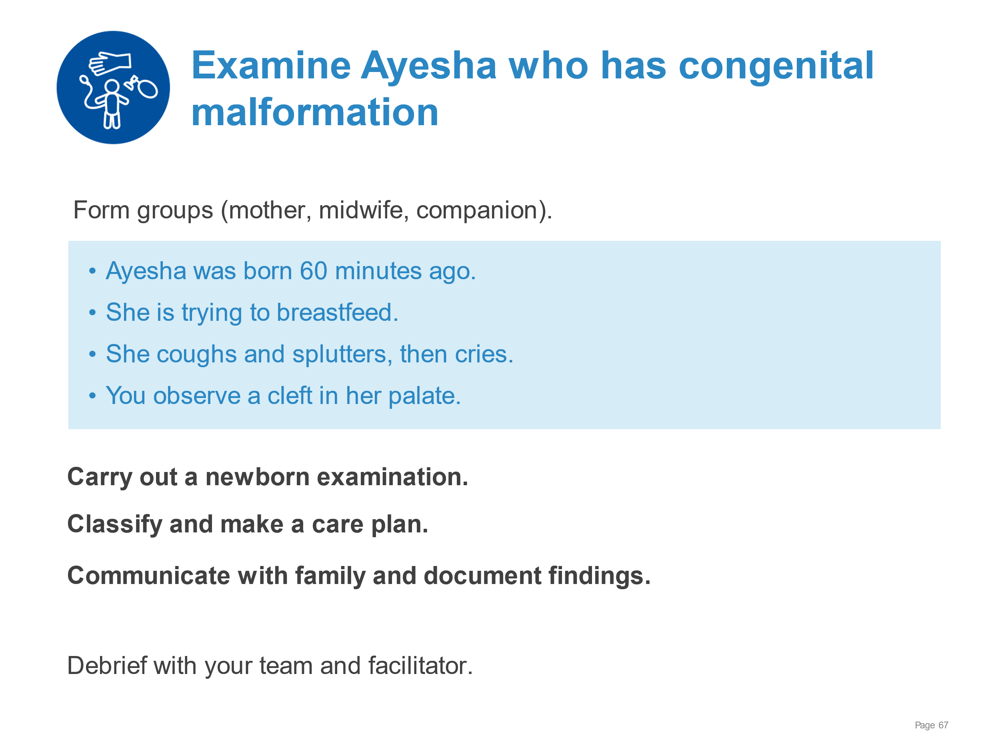 Examine Ayesha who has congenital
malformation
Form groups (mother, midwife, companion).
• Ayesha was born 60 minutes ago.
• She is trying to breastfeed.
• She coughs and splutters, then cries.
• You observe a cleft in her palate.
Carry out a newborn examination.
Classify and make a care plan.
Communicate with family and document findings.
Debrief with your team and facilitator.
Page 67